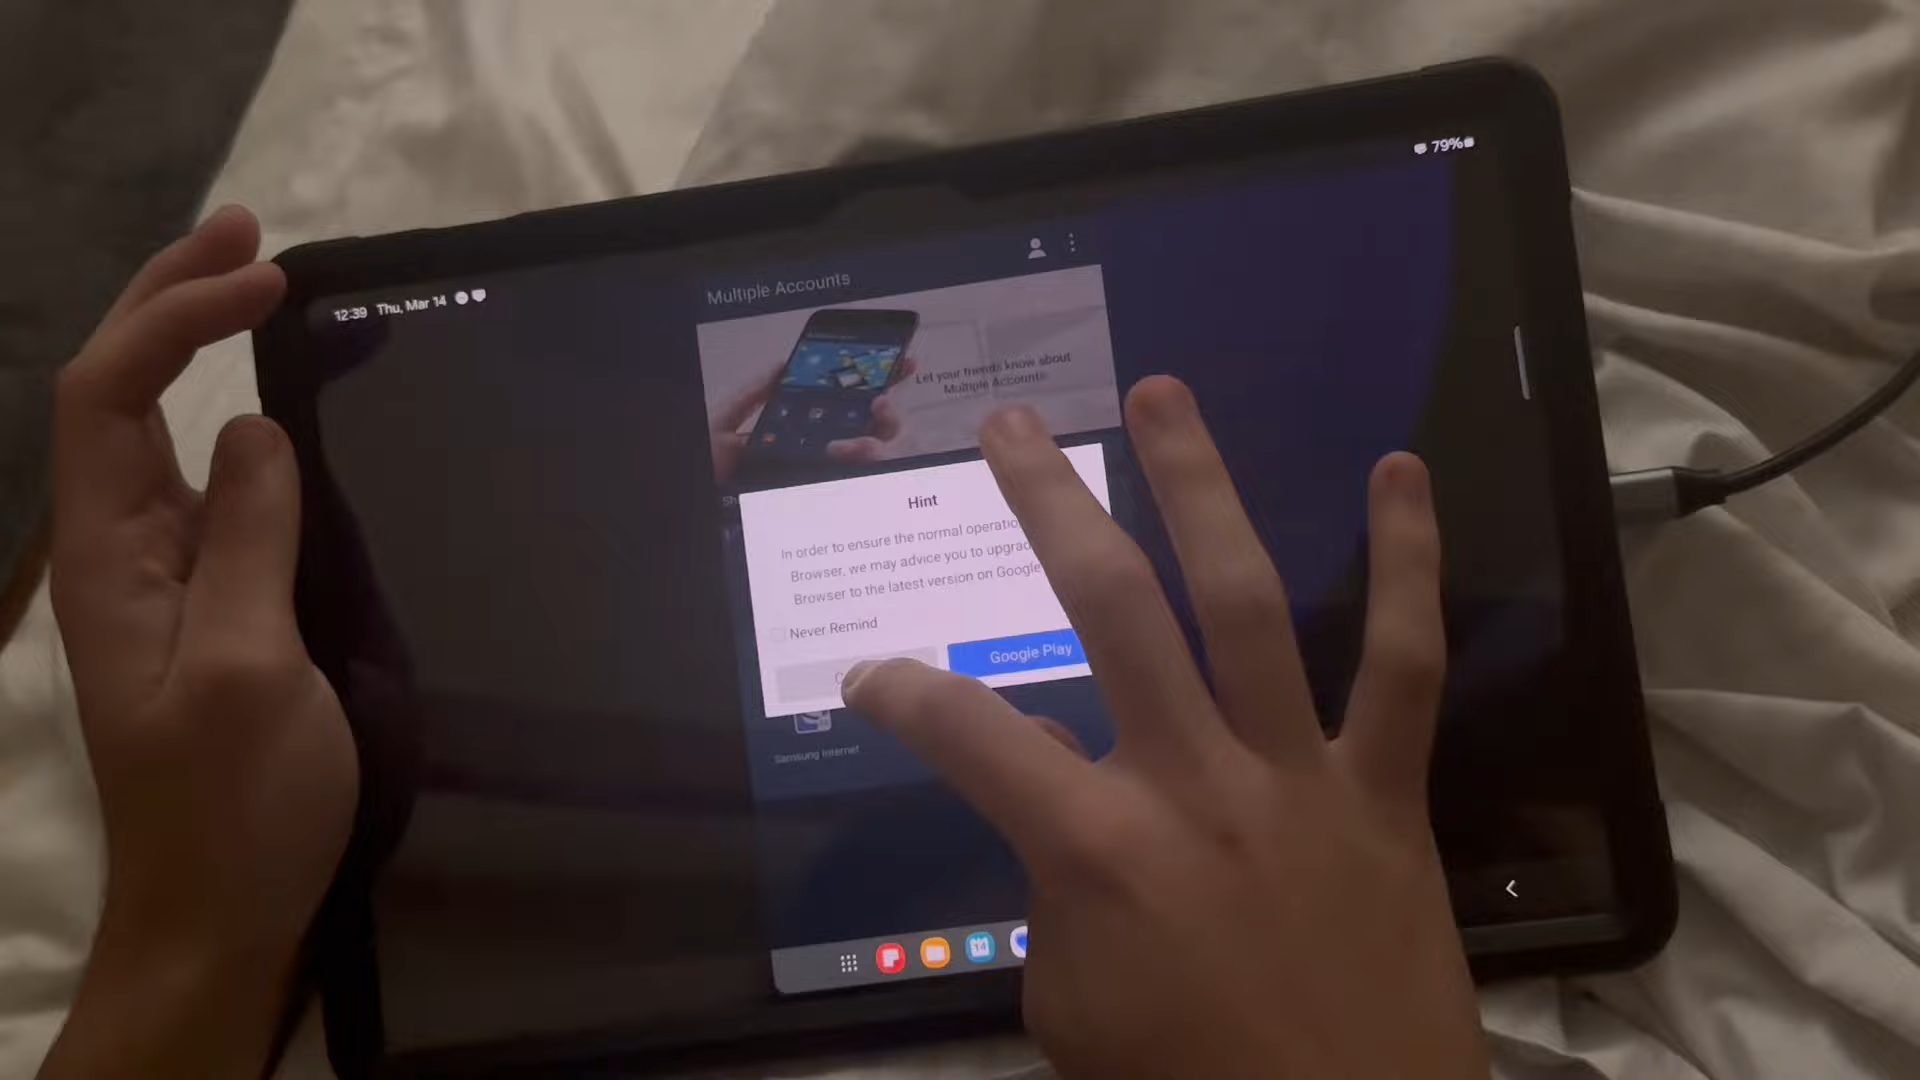 79%
12:39 Thu, Mar 14
Multiple Accounts
Let your friends know about
Multiple Accounts
Sh
Hint
In order to ensure the normal operatio
Browser, we may advice you to upgrad
Browser to the latest version on Google
Never Remind
C
Google Play
Samsung Internet
14